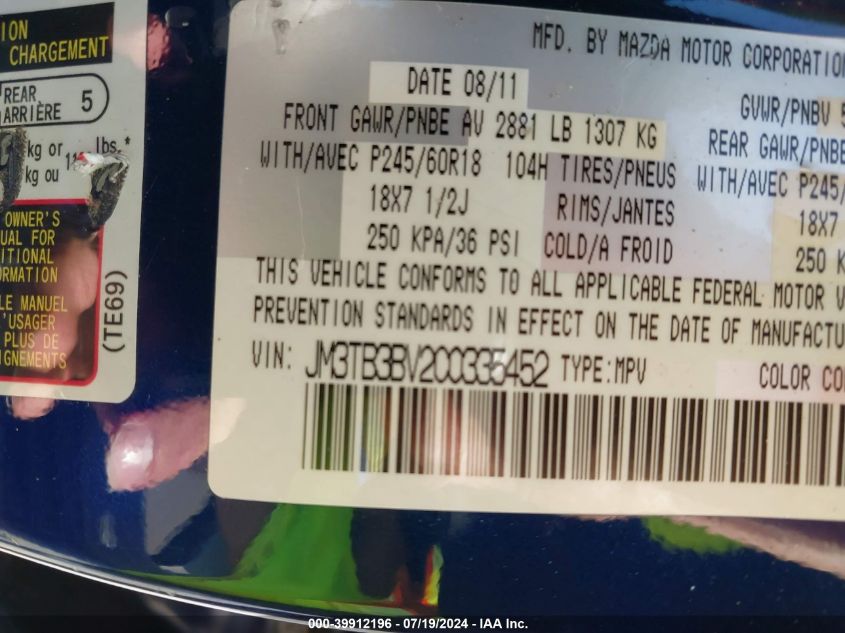 ION
CHARGEMENT
REAR
ARRIÈRE 5
kg or lbs.*
kg ou
OWNER'S
UAL FOR
ITIONAL
ORMATION
LE MANUEL
'USAGER
PLUS DE
IGNEMENTS
(TE69)
MFD. BY MAZDA MOTOR CORPORATION
DATE 08/11
GVWR/PNBV 5
FRONT GAWR/PNBE AV 2881 LB 1307 KG
REAR GAWR/PNBE
WITH/AVEC P245/60R18 104H TIRES/PNEUS
WITH/AVEC P245/
18X7 1/2J RIMS/JANTES
18X7
250 KPA/36 PSI COLD/A FROID
250 K
THIS VEHICLE CONFORMS TO ALL APPLICABLE FEDERAL MOTOR V
PREVENTION STANDARDS IN EFFECT ON THE DATE OF MANUFACTU
VIN: JM3TB3BV2C0335452 TYPE:MPV COLOR CO
000-39912196 - 07/19/2024 - IAA Inc.